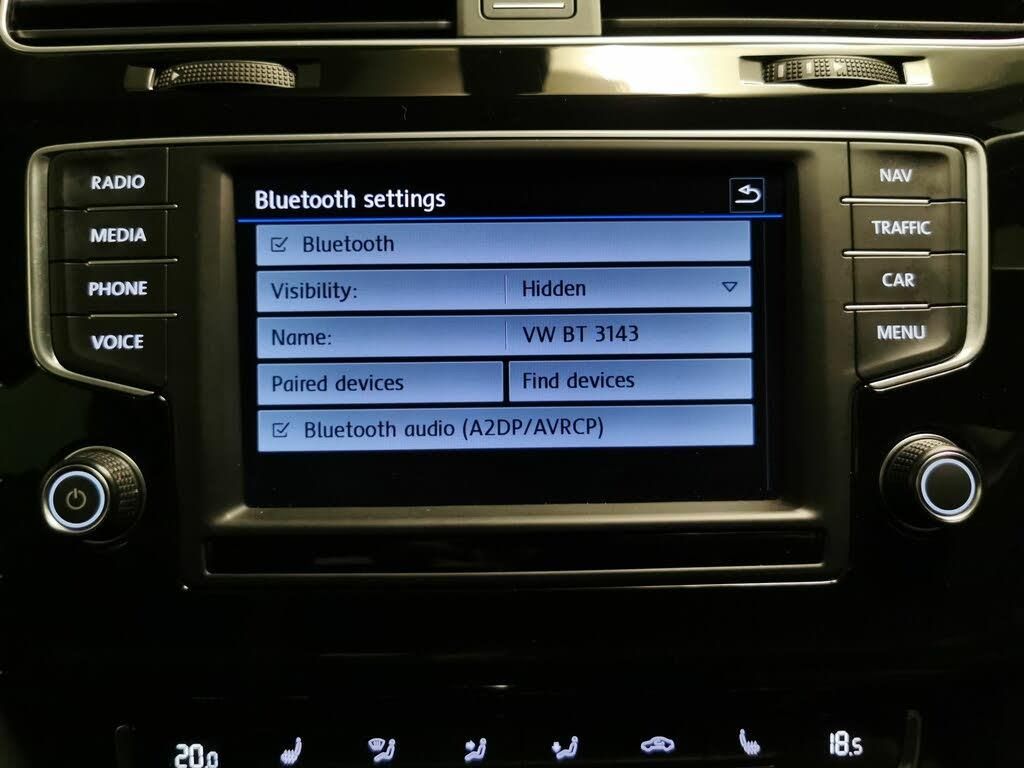 RADIO
MEDIA
PHONE
VOICE
Bluetooth settings
Bluetooth
Visibility: Hidden
Name: VW BT 3143
Paired devices Find devices
Bluetooth audio (A2DP/AVRCP)
NAV
TRAFFIC
CAR
MENU
20.0 18.5